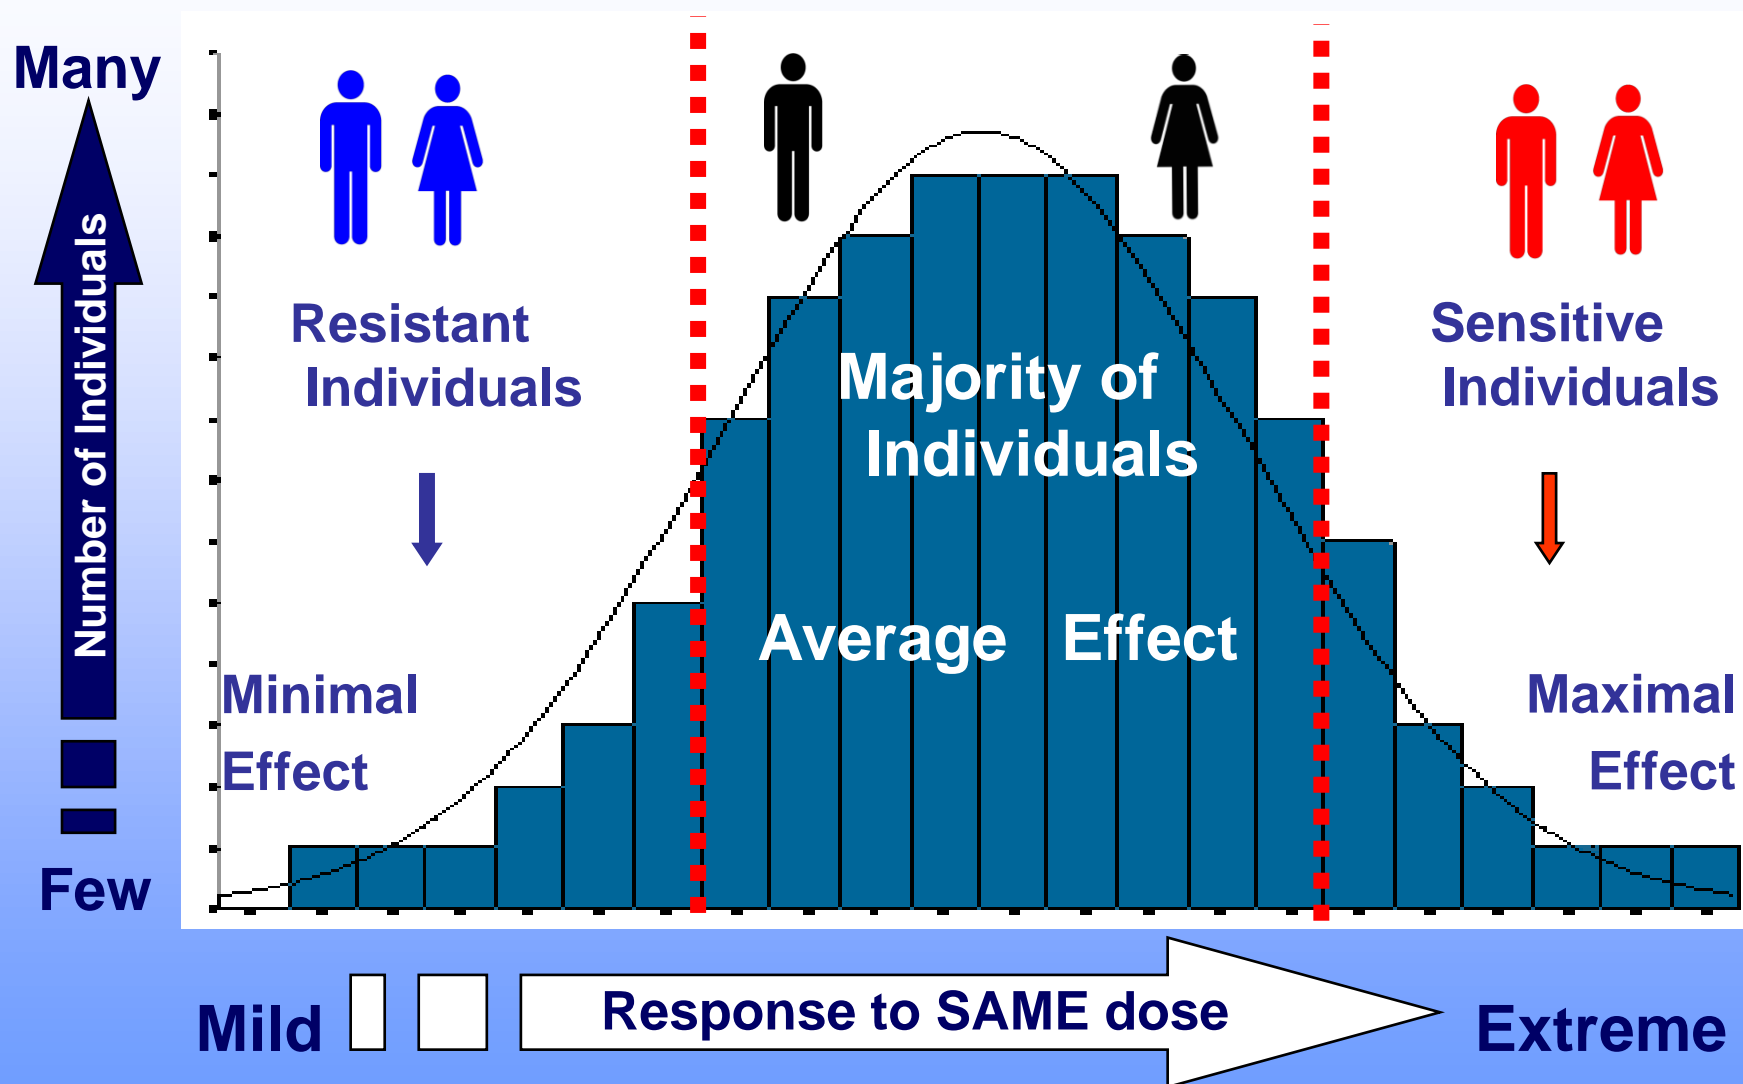 Many
Number of Individuals
Few
Resistant
Individuals
Minimal
Effect
Majority of
Individuals
Average Effect
Sensitive
Individuals
Maximal
Effect
Mild
Response to SAME dose
Extreme